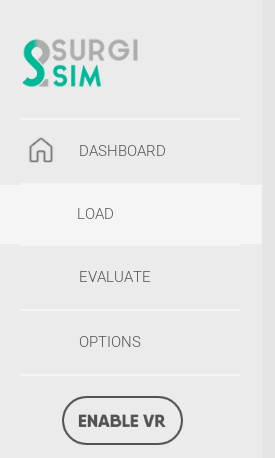 SURGI
SIM
DASHBOARD
LOAD
EVALUATE
OPTIONS
ENABLE VR